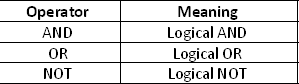 Operator Meaning
AND Logical AND
OR Logical OR
NOT Logical NOT